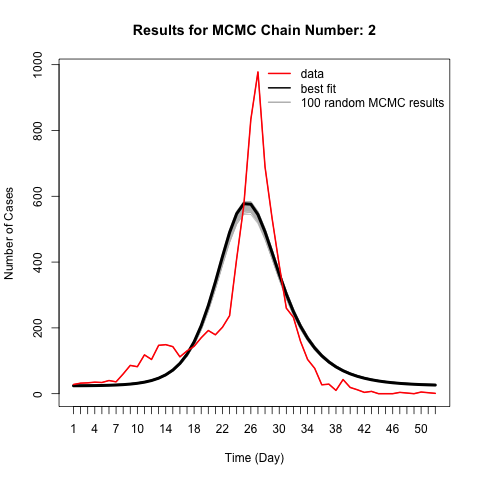 Results for MCMC Chain Number: 2
data
best fit
100 random MCMC results
Number of Cases
0
200
400
600
800
1000
1 4 7 10 14 18 22 26 30 34 38 42 46 50
Time (Day)